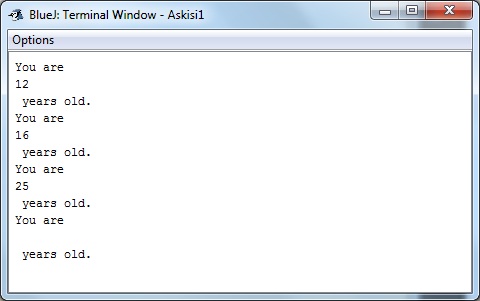 BlueJ: Terminal Window - Askisi1
Options
You are
12
 years old.
You are
16
 years old.
You are
25
 years old.
You are

 years old.